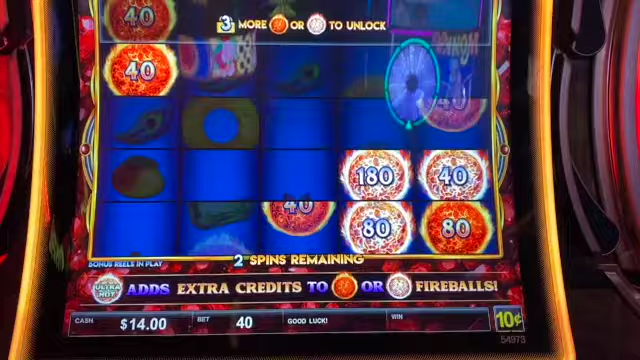 40
3 MORE OR TO UNLOCK
40
40
180 40
40
80 80
2 SPINS REMAINING
BONUS REELS IN PLAY
ULTRA HOT ADDS EXTRA CREDITS TO OR FIREBALLS!
CASH $14.00 BET 40 GOOD LUCK! WIN 10¢
54973